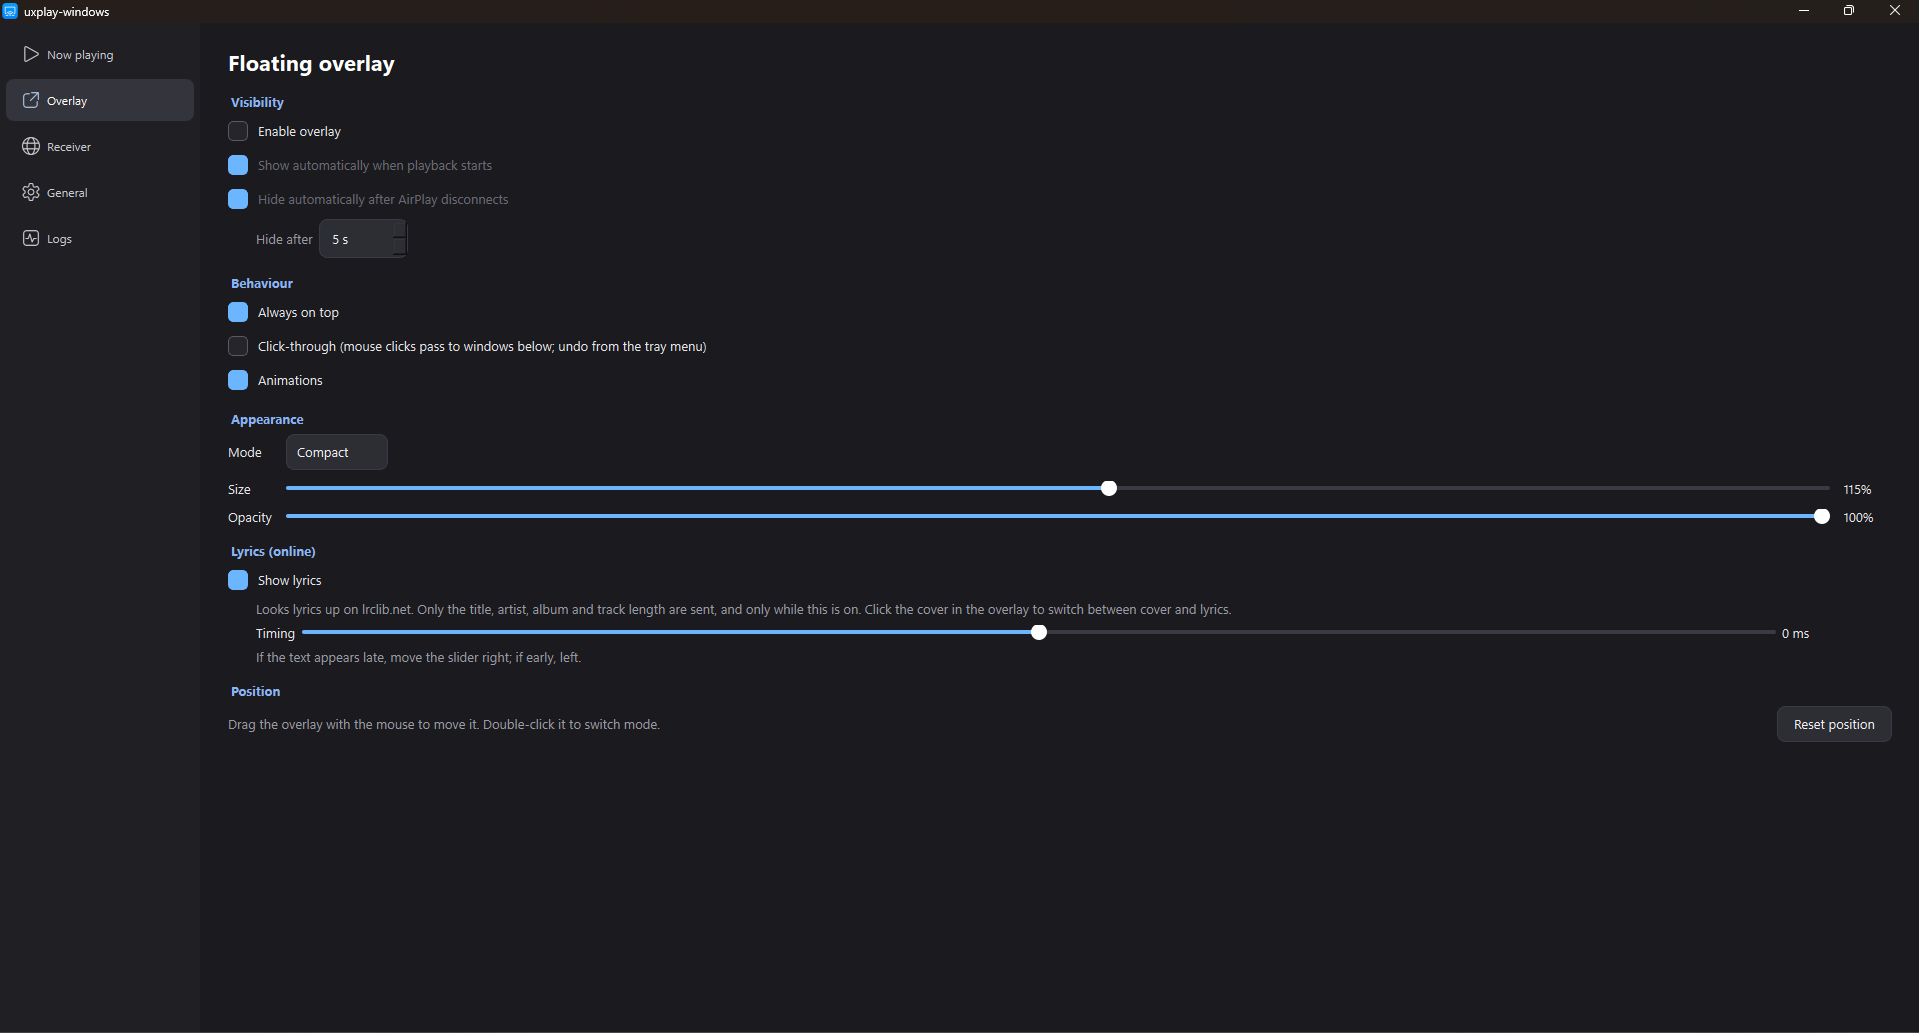 uxplay-windows
Now playing
Overlay
Receiver
General
Logs
Floating overlay
Visibility
Enable overlay
Show automatically when playback starts
Hide automatically after AirPlay disconnects
Hide after 5 s
Behaviour
Always on top
Click-through (mouse clicks pass to windows below; undo from the tray menu)
Animations
Appearance
Mode Compact
Size 115%
Opacity 100%
Lyrics (online)
Show lyrics
Looks lyrics up on lrclib.net. Only the title, artist, album and track length are sent, and only while this is on. Click the cover in the overlay to switch between cover and lyrics.
Timing 0 ms
If the text appears late, move the slider right; if early, left.
Position
Drag the overlay with the mouse to move it. Double-click it to switch mode.
Reset position